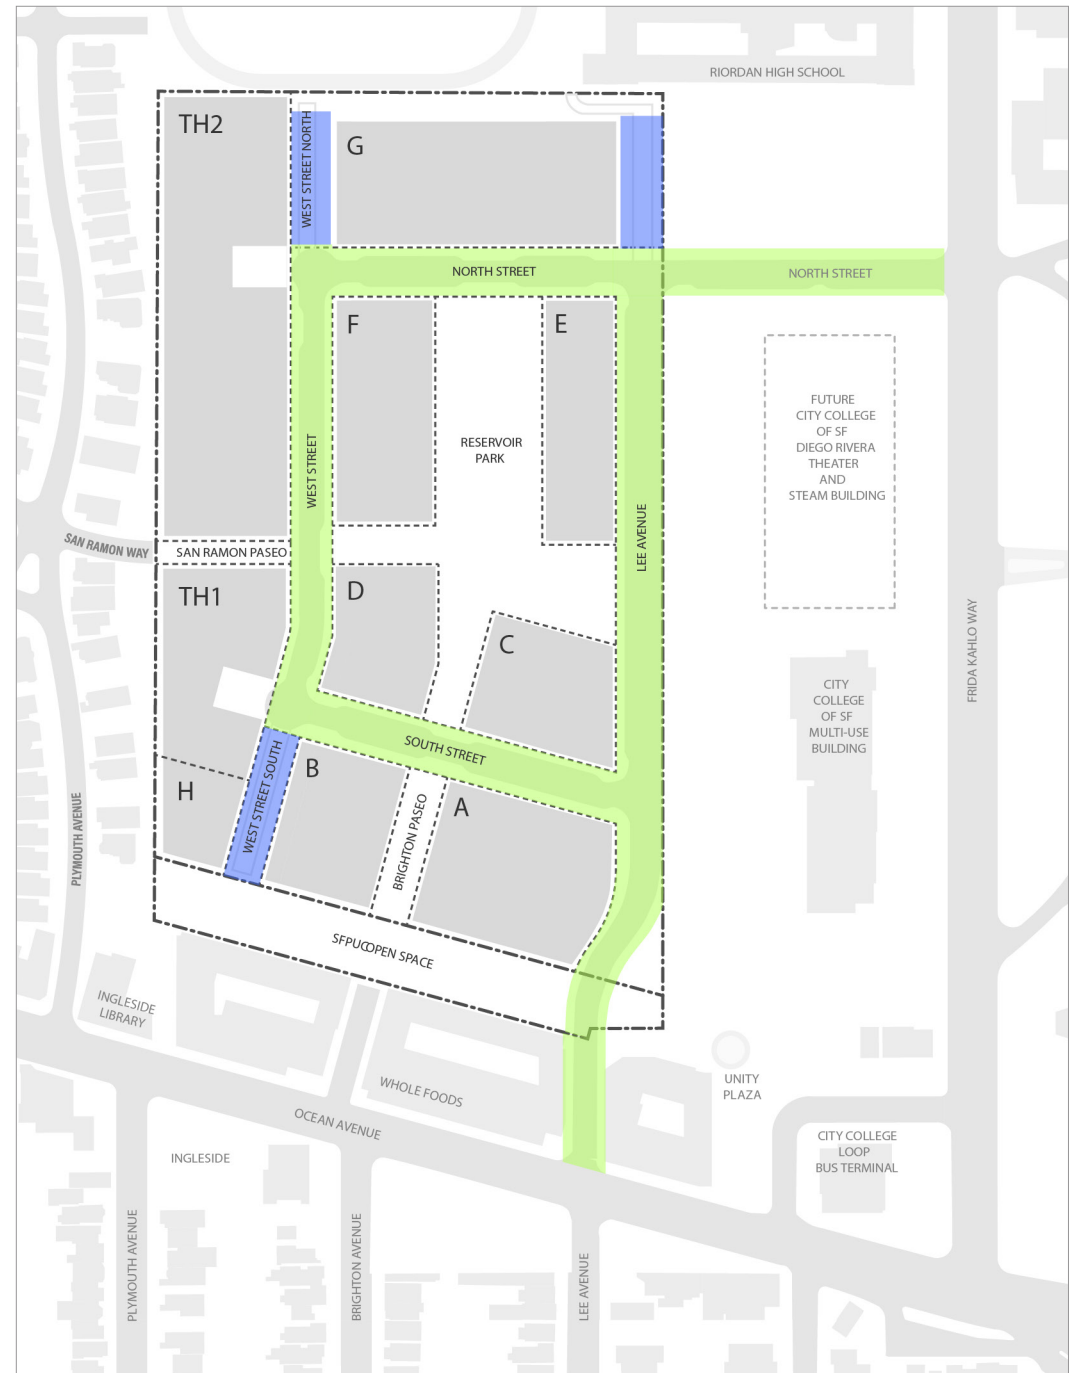 RIORDAN HIGH SCHOOL
TH2
WEST STREET NORTH
G
NORTH STREET
NORTH STREET
F
E
WEST STREET
RESERVOIR
PARK
LEE AVENUE
FUTURE
CITY COLLEGE
OF SF
DIEGO RIVERA
THEATER
AND
STEAM BUILDING
SAN RAMON WAY
SAN RAMON PASEO
TH1
D
C
FRIDA KAHLO WAY
CITY
COLLEGE
OF SF
MULTI-USE
BUILDING
SOUTH STREET
WEST STREET SOUTH
B
H
A
BRIGHTON PASEO
PLYMOUTH AVENUE
SFPUCOPEN SPACE
INGLESIDE
LIBRARY
WHOLE FOODS
UNITY
PLAZA
OCEAN AVENUE
INGLESIDE
CITY COLLEGE
LOOP
BUS TERMINAL
PLYMOUTH AVENUE
BRIGHTON AVENUE
LEE AVENUE